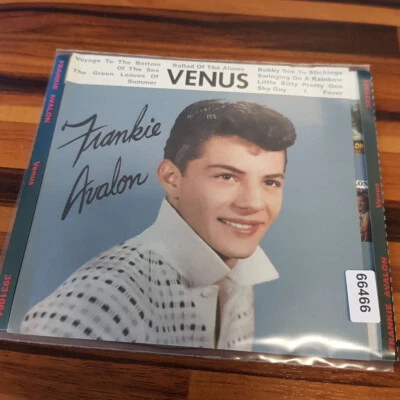 Voyage To The Bottom
Of The Sea
The Green Leaves Of
Summer
Ballad Of The Alamo
VENUS
Bobby Sox To Stockings
Swinging On A Rainbow
Little Bitty Pretty One
Shy Guy / Fever
Frankie
Avalon
FRANKIE AVALON
Venus
Venus
FRANKIE AVALON
66466